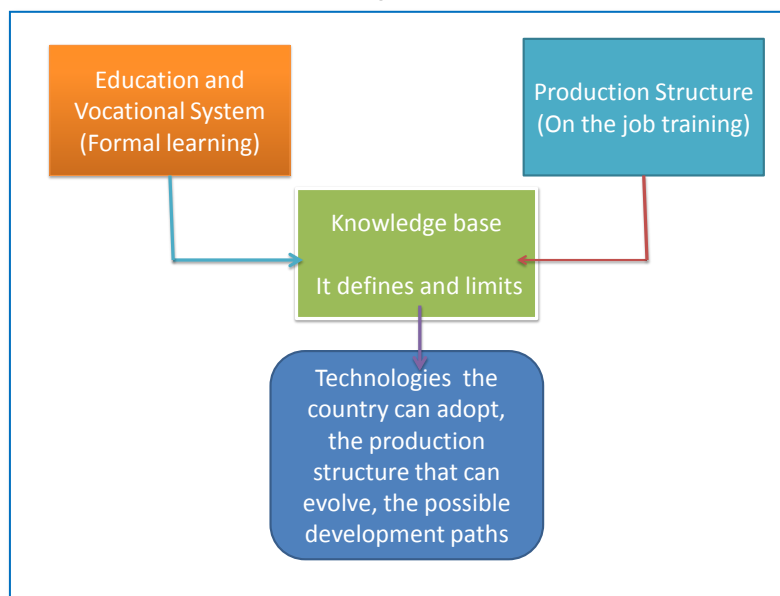 Education and
Vocational System
(Formal learning)
Production Structure
(On the job training)
Knowledge base
It defines and limits
Technologies the
country can adopt,
the production
structure that can
evolve, the possible
development paths